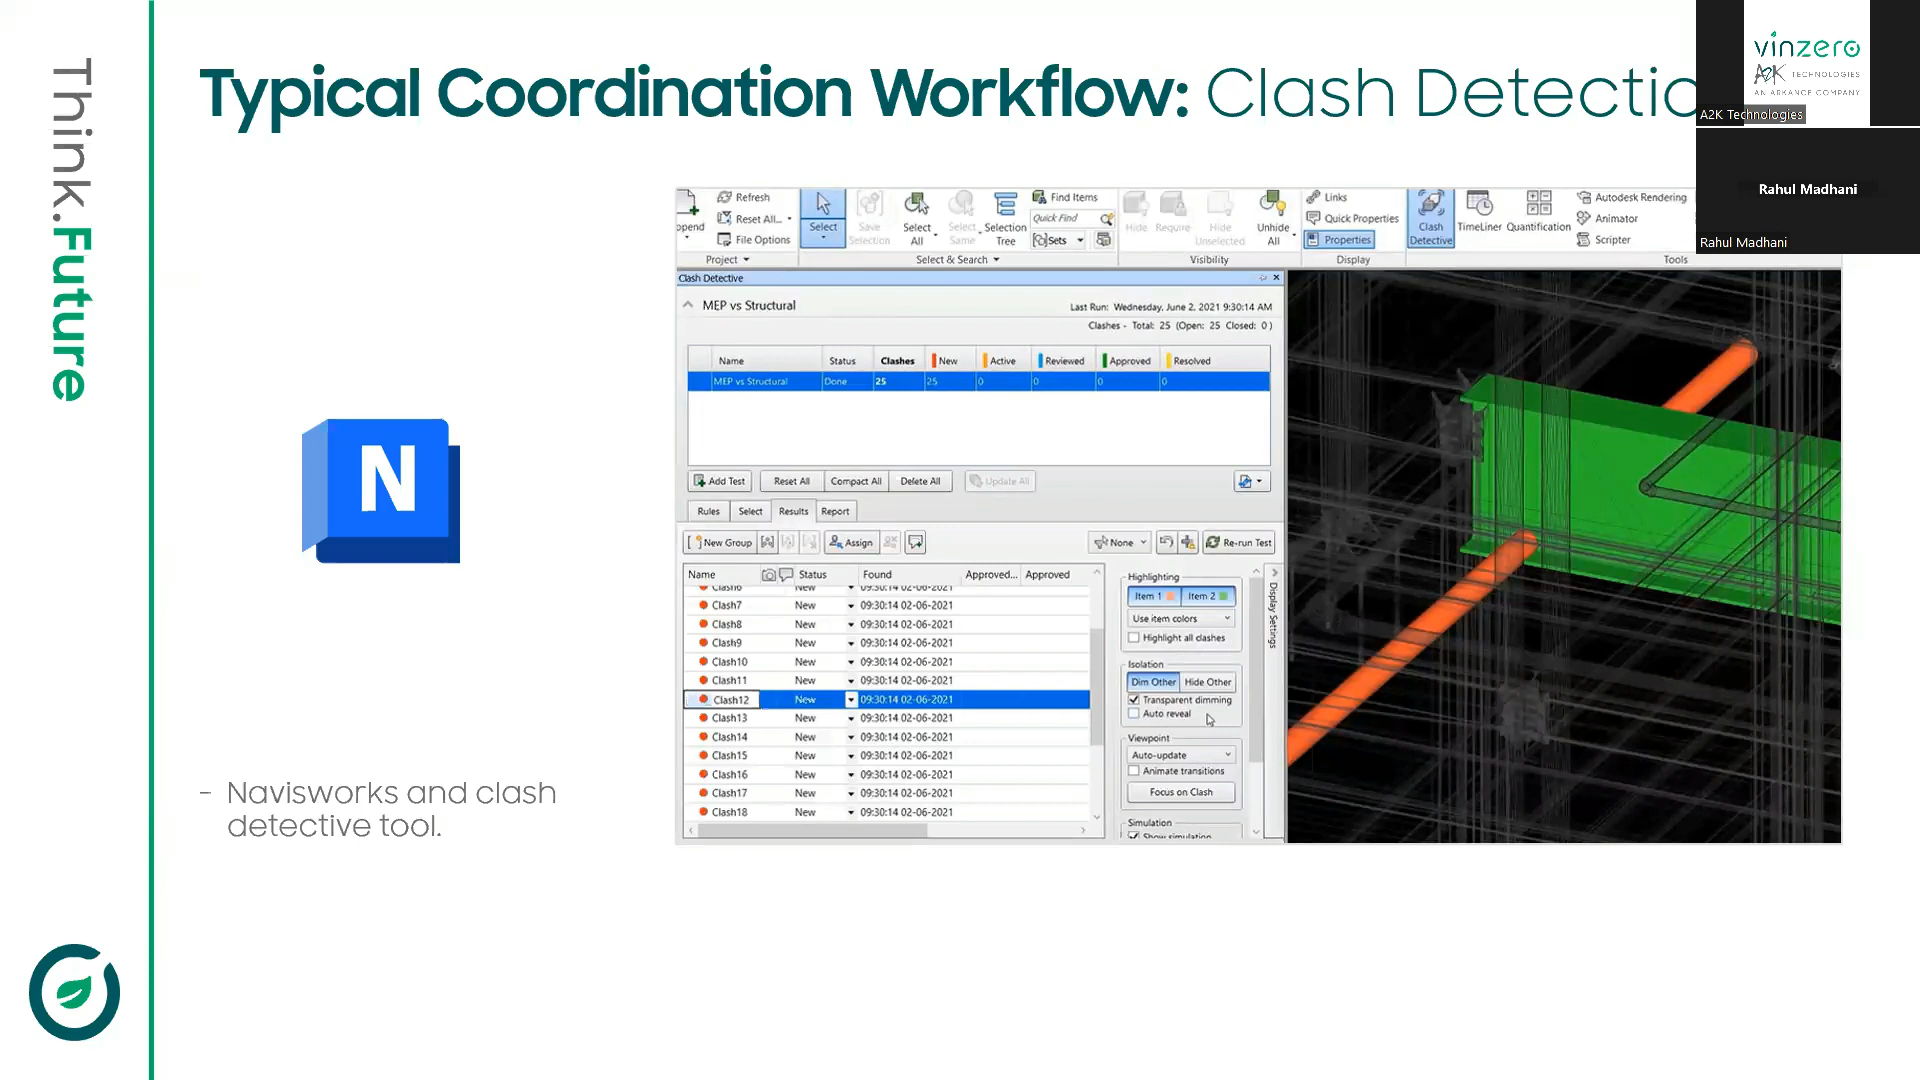 Think.Future
Typical Coordination Workflow: Clash Detectio
vinzero
A2K TECHNOLOGIES
AN ARKANCE COMPANY
A2K Technologies
Rahul Madhani
Rahul Madhani
Refresh
Find Items
Links
Autodesk Rendering
Reset All...
Quick Find
Quick Properties
Animator
pend
Select
Save Selection
Select All
Select Same
Selection Tree
Hide
Require
Hide Unselected
Unhide All
Clash Detective
TimeLiner
Quantification
File Options
Sets
Properties
Scripter
Project
Select & Search
Visibility
Display
Tools
Clash Detective
MEP vs Structural
Last Run: Wednesday, June 2, 2021 9:30:14 AM
Clashes - Total: 25 (Open: 25 Closed: 0)
Name Status Clashes New Active Reviewed Approved Resolved
MEP vs Structural Done 25 25 0 0 0 0
Add Test Reset All Compact All Delete All Update All
Rules Select Results Report
New Group Assign None Re-run Test
Name Status Found Approved... Approved
Clash6 New 09:30:14 02-06-2021
Clash7 New 09:30:14 02-06-2021
Clash8 New 09:30:14 02-06-2021
Clash9 New 09:30:14 02-06-2021
Clash10 New 09:30:14 02-06-2021
Clash11 New 09:30:14 02-06-2021
Clash12 New 09:30:14 02-06-2021
Clash13 New 09:30:14 02-06-2021
Clash14 New 09:30:14 02-06-2021
Clash15 New 09:30:14 02-06-2021
Clash16 New 09:30:14 02-06-2021
Clash17 New 09:30:14 02-06-2021
Clash18 New 09:30:14 02-06-2021
Highlighting
Item 1 Item 2
Use item colors
Highlight all clashes
Isolation
Dim Other Hide Other
Transparent dimming
Auto reveal
Viewpoint
Auto-update
Animate transitions
Focus on Clash
Simulation
Show simulation
Display Settings
N
- Navisworks and clash
detective tool.